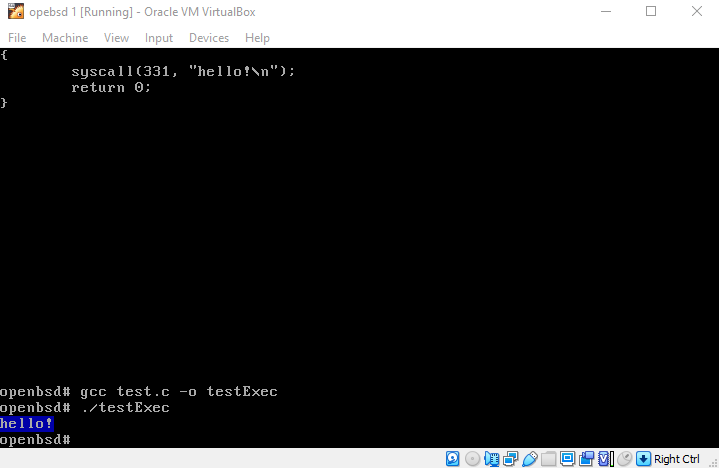 opebsd 1 [Running] - Oracle VM VirtualBox
File Machine View Input Devices Help
{
        syscall(331, "hello!\n");
        return 0;
}
openbsd# gcc test.c -o testExec
openbsd# ./testExec
hello!
openbsd#
Right Ctrl